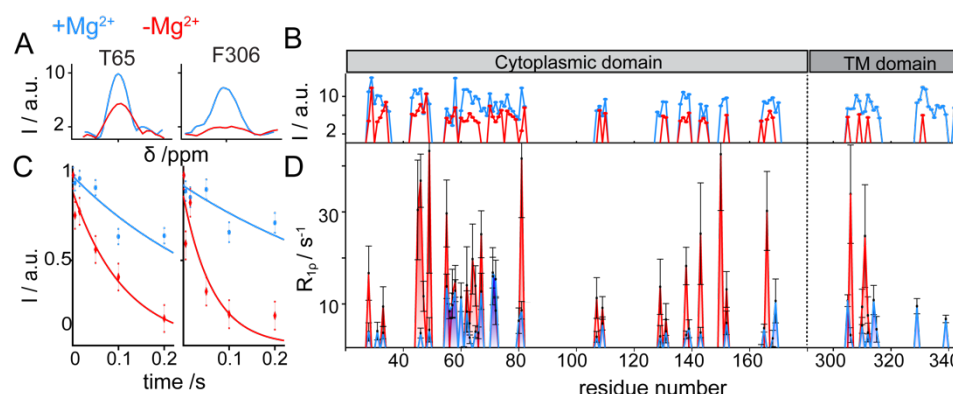 +Mg²⁺ -Mg²⁺
A
T65 F306
I / a.u.
10
2
δ /ppm
B
Cytoplasmic domain TM domain
I / a.u.
10
6
2
C
1
0.5
0
I / a.u.
0 0.1 0.2 0 0.1 0.2
time /s
D
R1ρ / s⁻¹
30
10
40 60 80 100 120 140 160 300 320 340
residue number